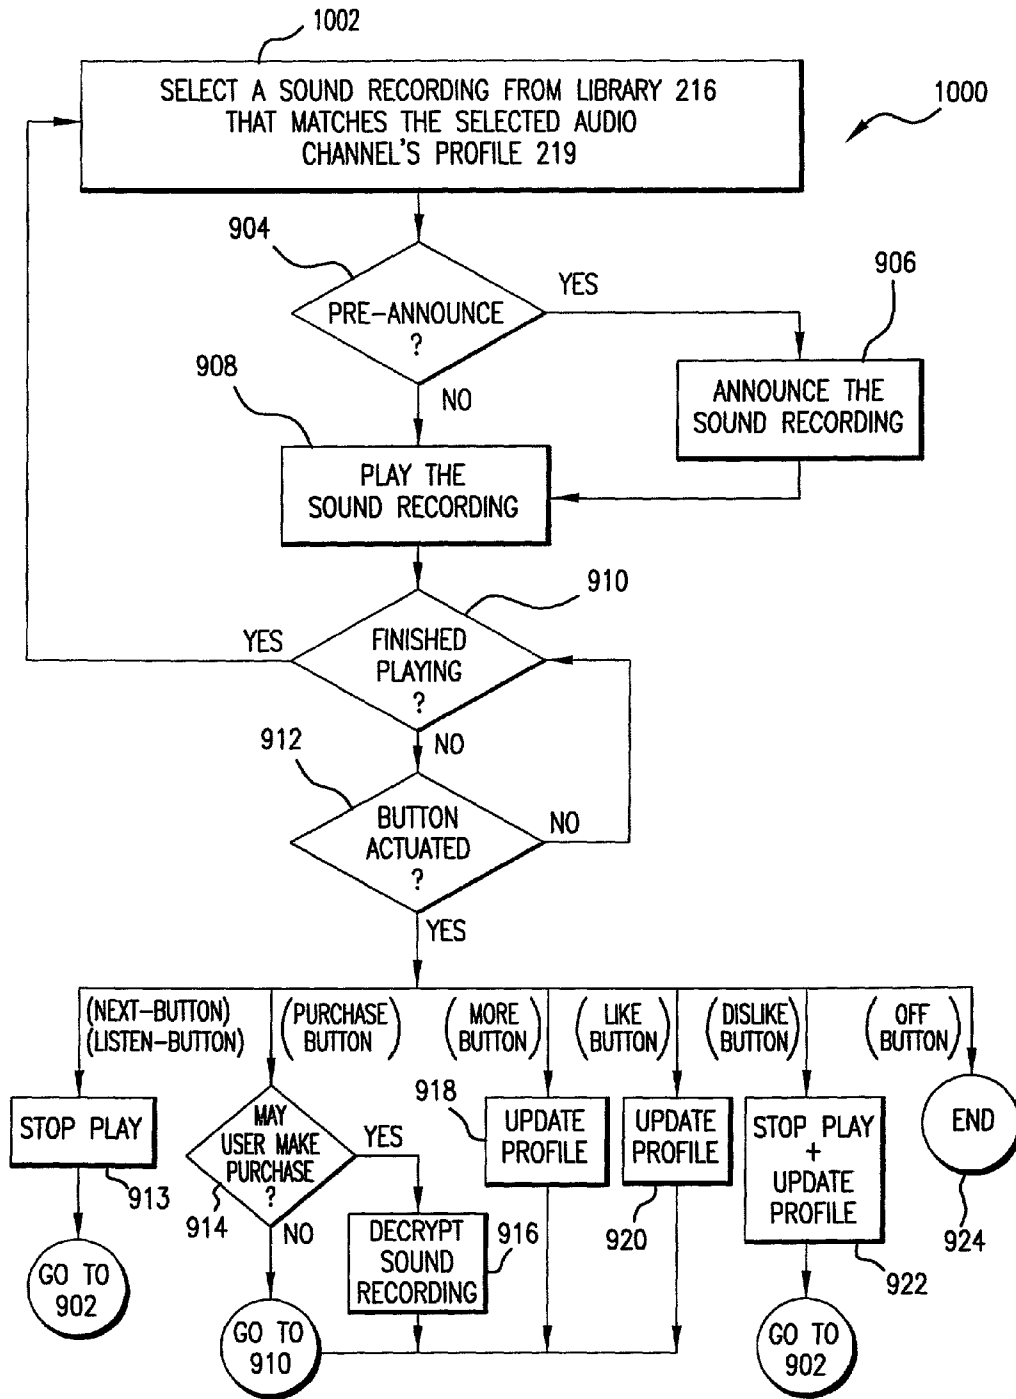 1002
SELECT A SOUND RECORDING FROM LIBRARY 216
THAT MATCHES THE SELECTED AUDIO
CHANNEL'S PROFILE 219
1000
904
PRE-ANNOUNCE
?
YES
NO
906
ANNOUNCE THE
SOUND RECORDING
908
PLAY THE
SOUND RECORDING
910
YES
FINISHED
PLAYING
?
NO
912
BUTTON
ACTUATED
?
NO
YES
(NEXT-BUTTON)
(LISTEN-BUTTON)
(PURCHASE
BUTTON)
(MORE
BUTTON)
(LIKE
BUTTON)
(DISLIKE
BUTTON)
(OFF
BUTTON)
STOP PLAY
913
GO TO
902
MAY
USER MAKE
PURCHASE
?
914
YES
NO
DECRYPT
SOUND
RECORDING
916
GO TO
910
918
UPDATE
PROFILE
UPDATE
PROFILE
920
STOP PLAY
+
UPDATE
PROFILE
922
GO TO
902
END
924